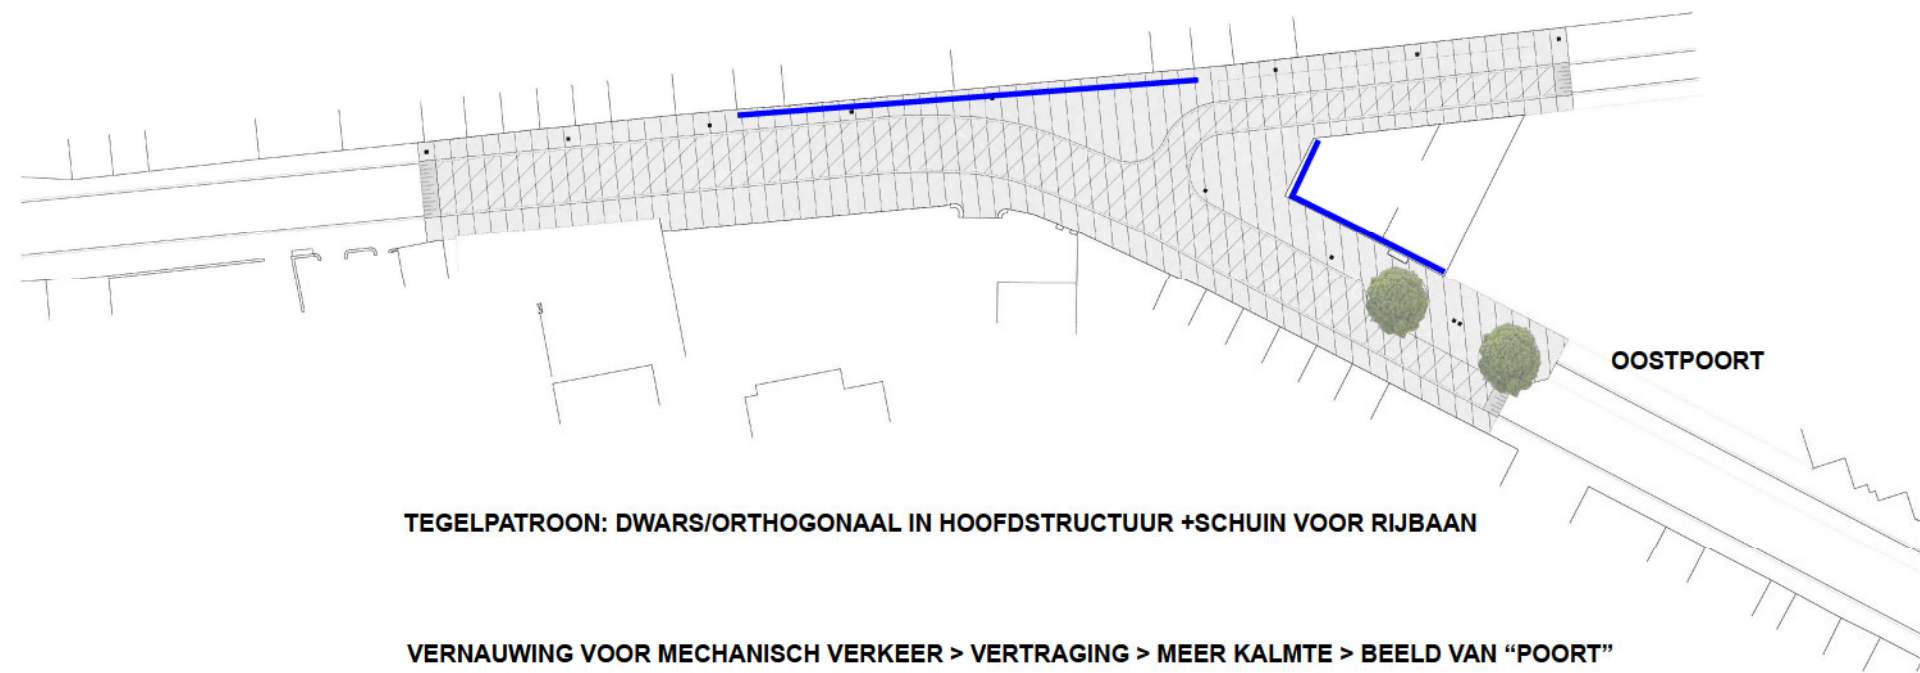 OOSTPOORT
TEGELPATROON: DWARS/ORTHOGONAAL IN HOOFDSTRUCTUUR +SCHUIN VOOR RIJBAAN
VERNAUWING VOOR MECHANISCH VERKEER > VERTRAGING > MEER KALMTE > BEELD VAN “POORT”